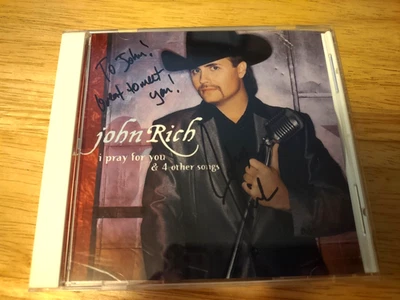 To John!
Great to meet
you!
john Rich
i pray for you
& 4 other songs